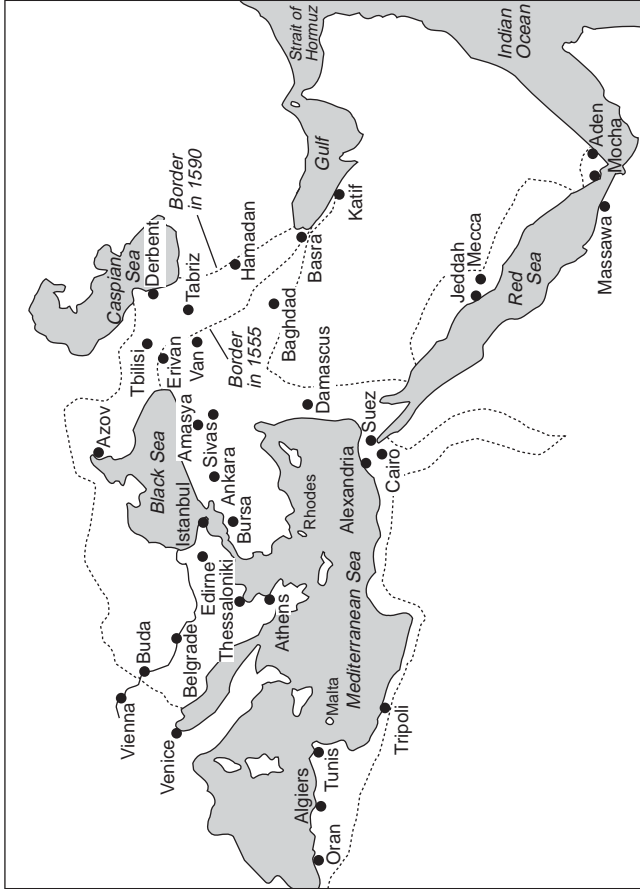 Vienna
Buda
Venice
Belgrade
Azov
Black Sea
Istanbul
Edirne
Thessaloniki
Athens
Bursa
Ankara
Sivas
Amasya
Tbilisi
Erivan
Van
Caspian
Sea
Derbent
Tabriz
Border
in 1590
Hamadan
Border
in 1555
Baghdad
Basra
Gulf
Katif
Strait of
Hormuz
Indian
Ocean
Damascus
Rhodes
Malta
Mediterranean Sea
Alexandria
Suez
Cairo
Oran
Algiers
Tunis
Tripoli
Jeddah
Mecca
Red
Sea
Massawa
Aden
Mocha